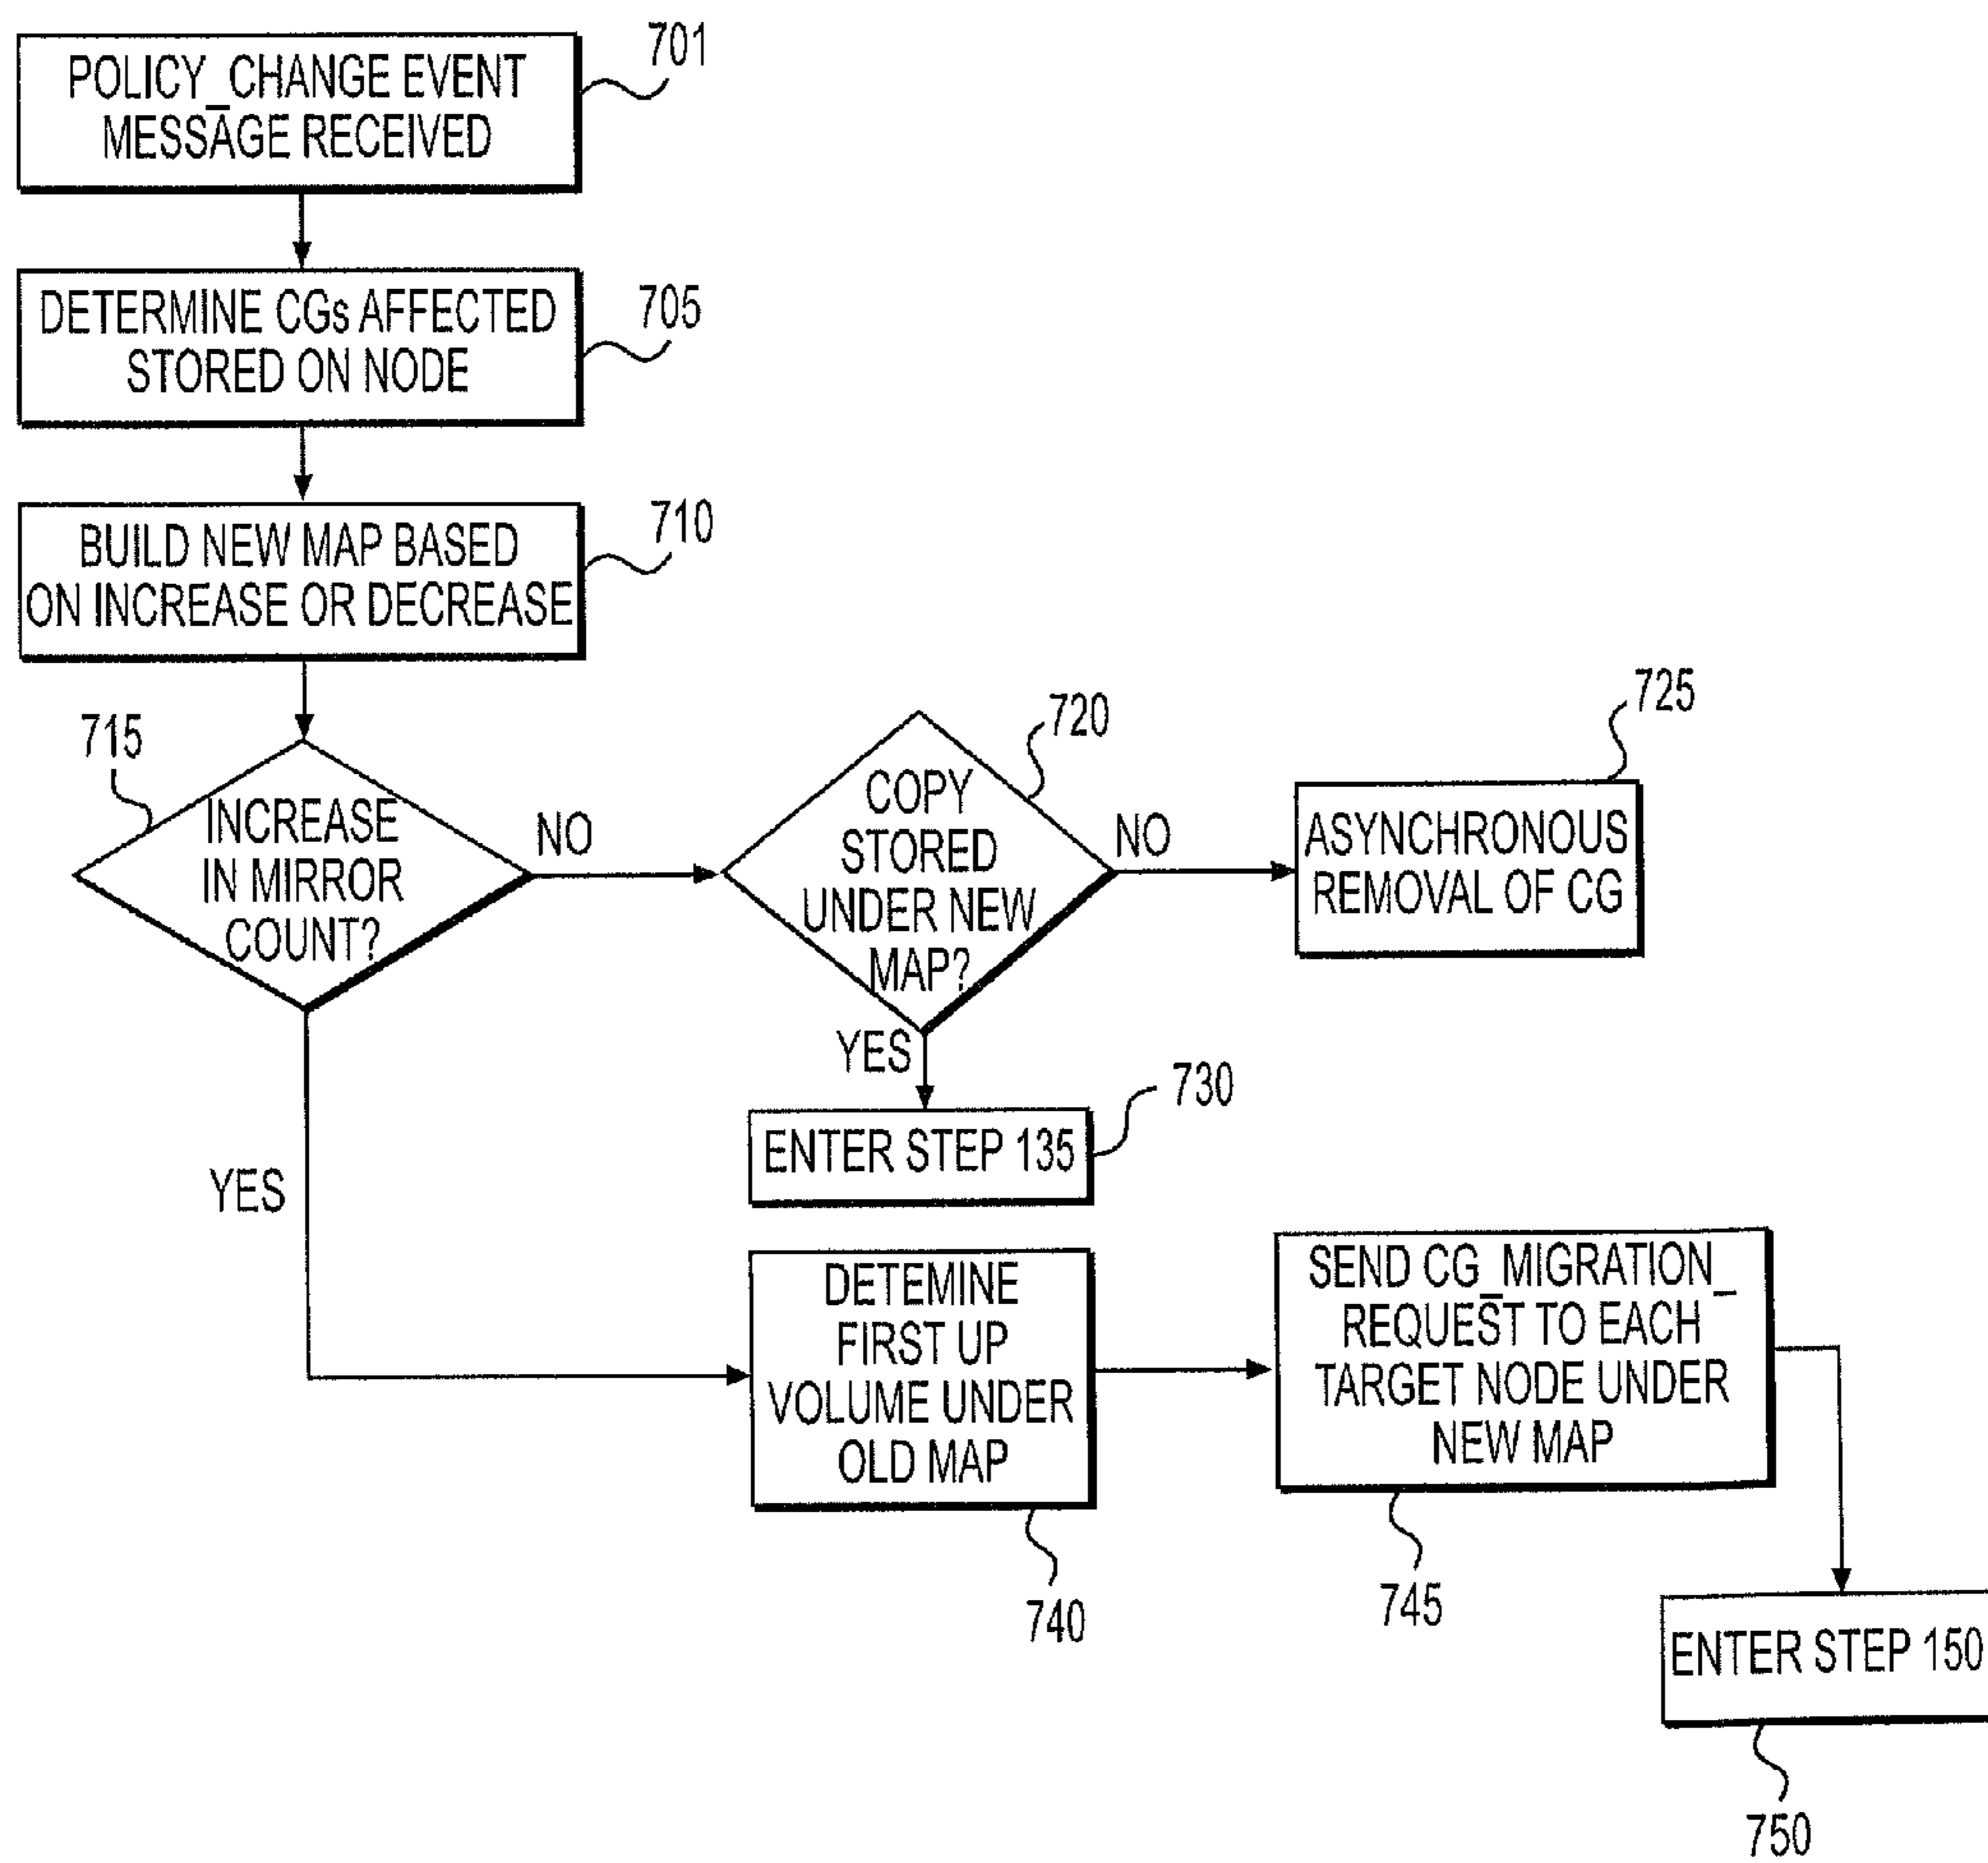 POLICY_CHANGE EVENT
MESSAGE RECEIVED
701
DETERMINE CGs AFFECTED
STORED ON NODE
705
BUILD NEW MAP BASED
ON INCREASE OR DECREASE
710
715
INCREASE
IN MIRROR
COUNT?
NO
720
COPY
STORED
UNDER NEW
MAP?
NO
725
ASYNCHRONOUS
REMOVAL OF CG
YES
730
ENTER STEP 135
YES
DETEMINE
FIRST UP
VOLUME UNDER
OLD MAP
740
SEND CG_MIGRATION_
REQUEST TO EACH
TARGET NODE UNDER
NEW MAP
745
ENTER STEP 150
750